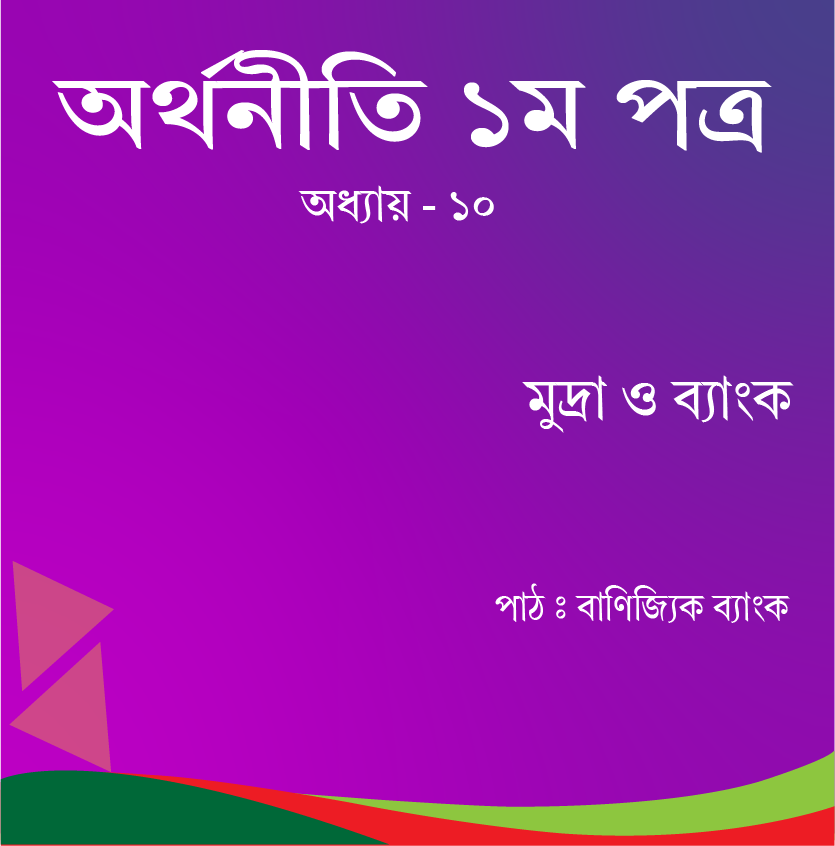 অর্থনীতি ১ম পত্র
অধ্যায় - ১০
মুদ্রা ও ব্যাংক
পাঠ ঃ বাণিজ্যিক ব্যাংক